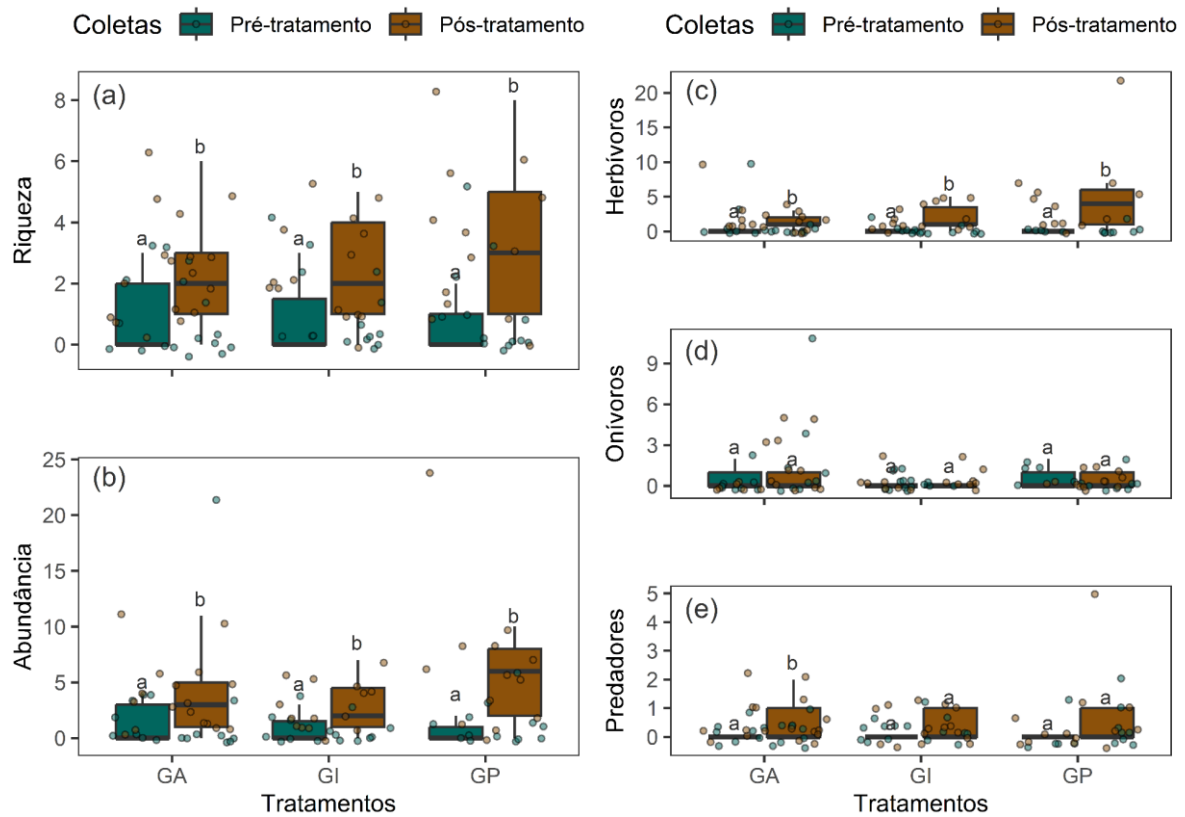 Coletas Pré-tratamento Pós-tratamento
Coletas Pré-tratamento Pós-tratamento
(a)
Riqueza
8
6
4
2
0
a b a b a b
(b)
Abundância
25
20
15
10
5
0
a b a b a b
GA GI GP
Tratamentos
(c)
Herbívoros
20
15
10
5
0
a b a b a b
(d)
Onívoros
9
6
3
0
a a a a a a
(e)
Predadores
5
4
3
2
1
0
a b a a a a
GA GI GP
Tratamentos